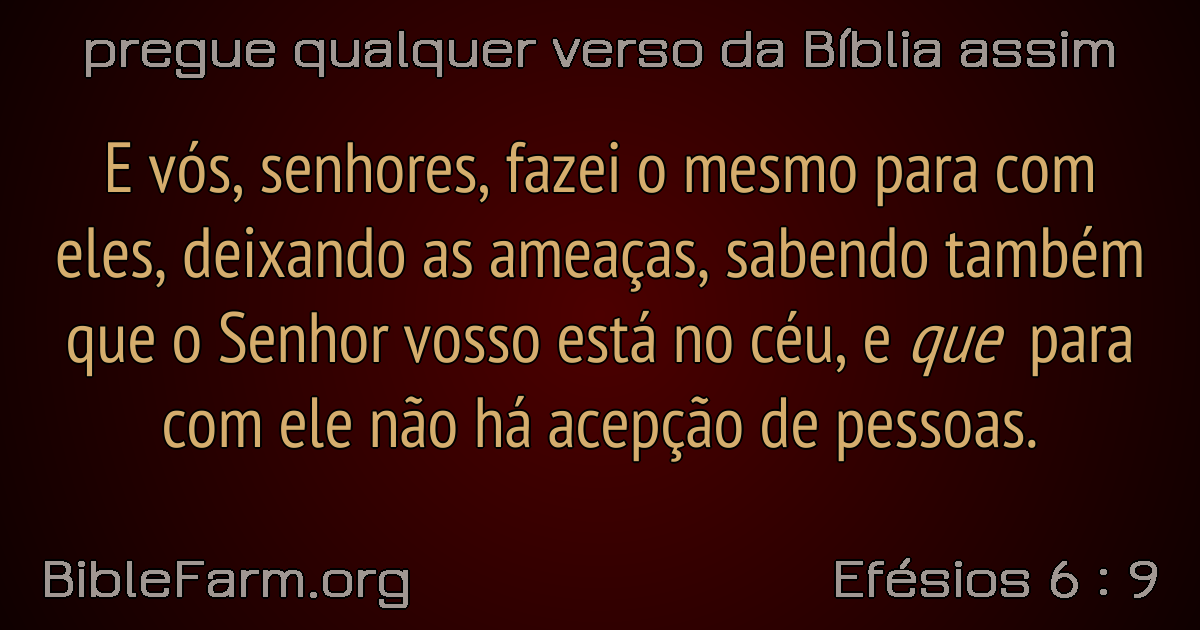 pregue qualquer verso da Bíblia assim
E vós, senhores, fazei o mesmo para com
eles, deixando as ameaças, sabendo também
que o Senhor vosso está no céu, e que para
com ele não há acepção de pessoas.
BibleFarm.org
Efésios 6 : 9